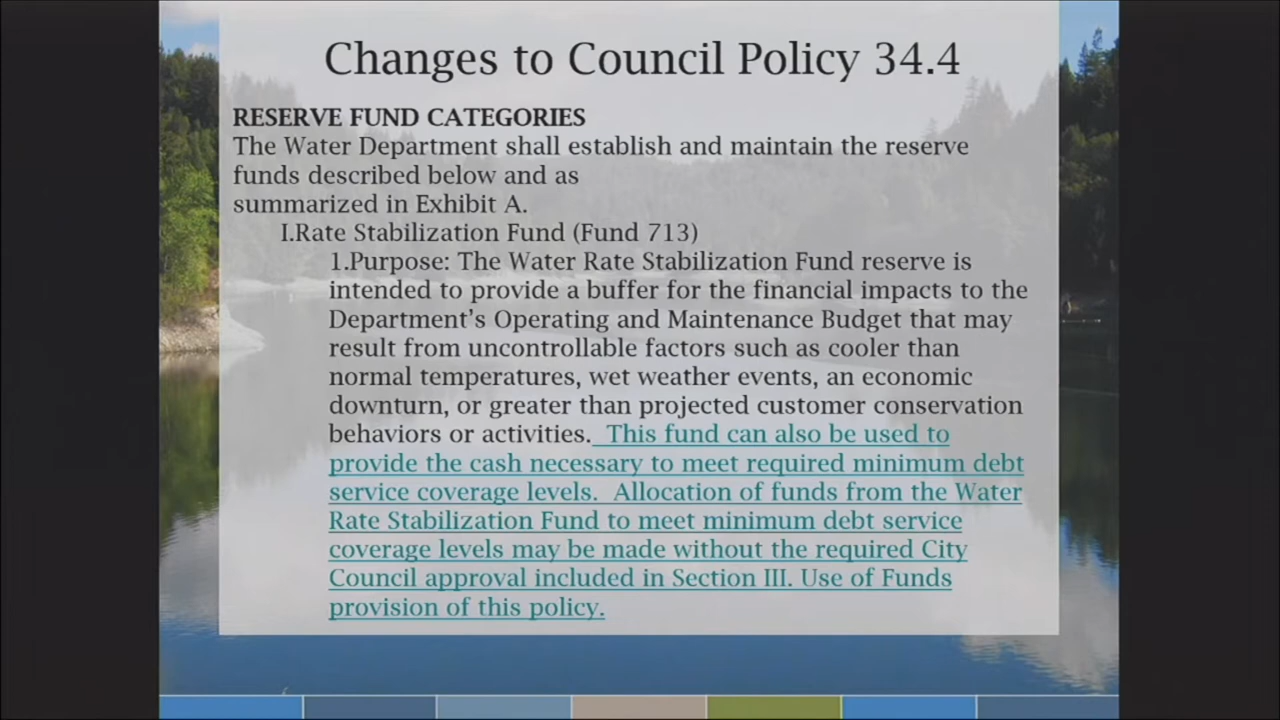 Changes to Council Policy 34.4
RESERVE FUND CATEGORIES
The Water Department shall establish and maintain the reserve
funds described below and as
summarized in Exhibit A.
I.Rate Stabilization Fund (Fund 713)
1.Purpose: The Water Rate Stabilization Fund reserve is
intended to provide a buffer for the financial impacts to the
Department's Operating and Maintenance Budget that may
result from uncontrollable factors such as cooler than
normal temperatures, wet weather events, an economic
downturn, or greater than projected customer conservation
behaviors or activities.  This fund can also be used to
provide the cash necessary to meet required minimum debt
service coverage levels.  Allocation of funds from the Water
Rate Stabilization Fund to meet minimum debt service
coverage levels may be made without the required City
Council approval included in Section III. Use of Funds
provision of this policy.